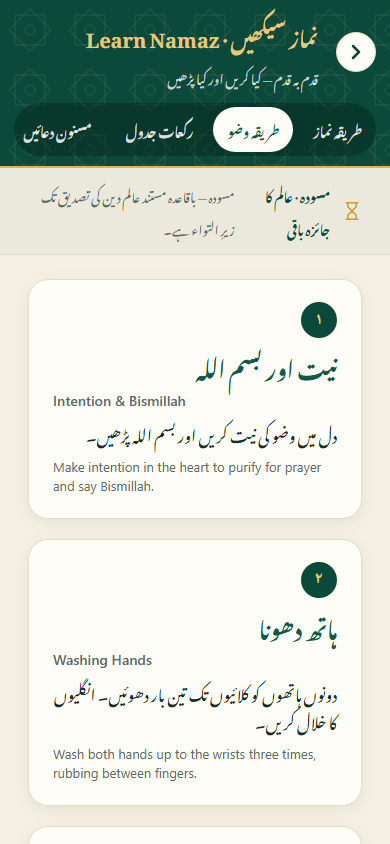 نماز سیکھیں · Learn Namaz
قدم بہ قدم — کیا کریں اور کیا پڑھیں
طریقہ نماز
طریقہ وضو
رکعات جدول
مسنون دعائیں
مسودہ · عالم کا
جائزہ باقی
مسودہ — باقاعدہ مستند عالم دین کی تصدیق تک
زیرِ التواء ہے۔
۱
نیت اور بسم اللہ
Intention & Bismillah
دل میں وضو کی نیت کریں اور بسم اللہ پڑھیں۔
Make intention in the heart to purify for prayer
and say Bismillah.
۲
ہاتھ دھونا
Washing Hands
دونوں ہاتھوں کو کلائیوں تک تین بار دھوئیں۔ انگلیوں
کا خلال کریں۔
Wash both hands up to the wrists three times,
rubbing between fingers.